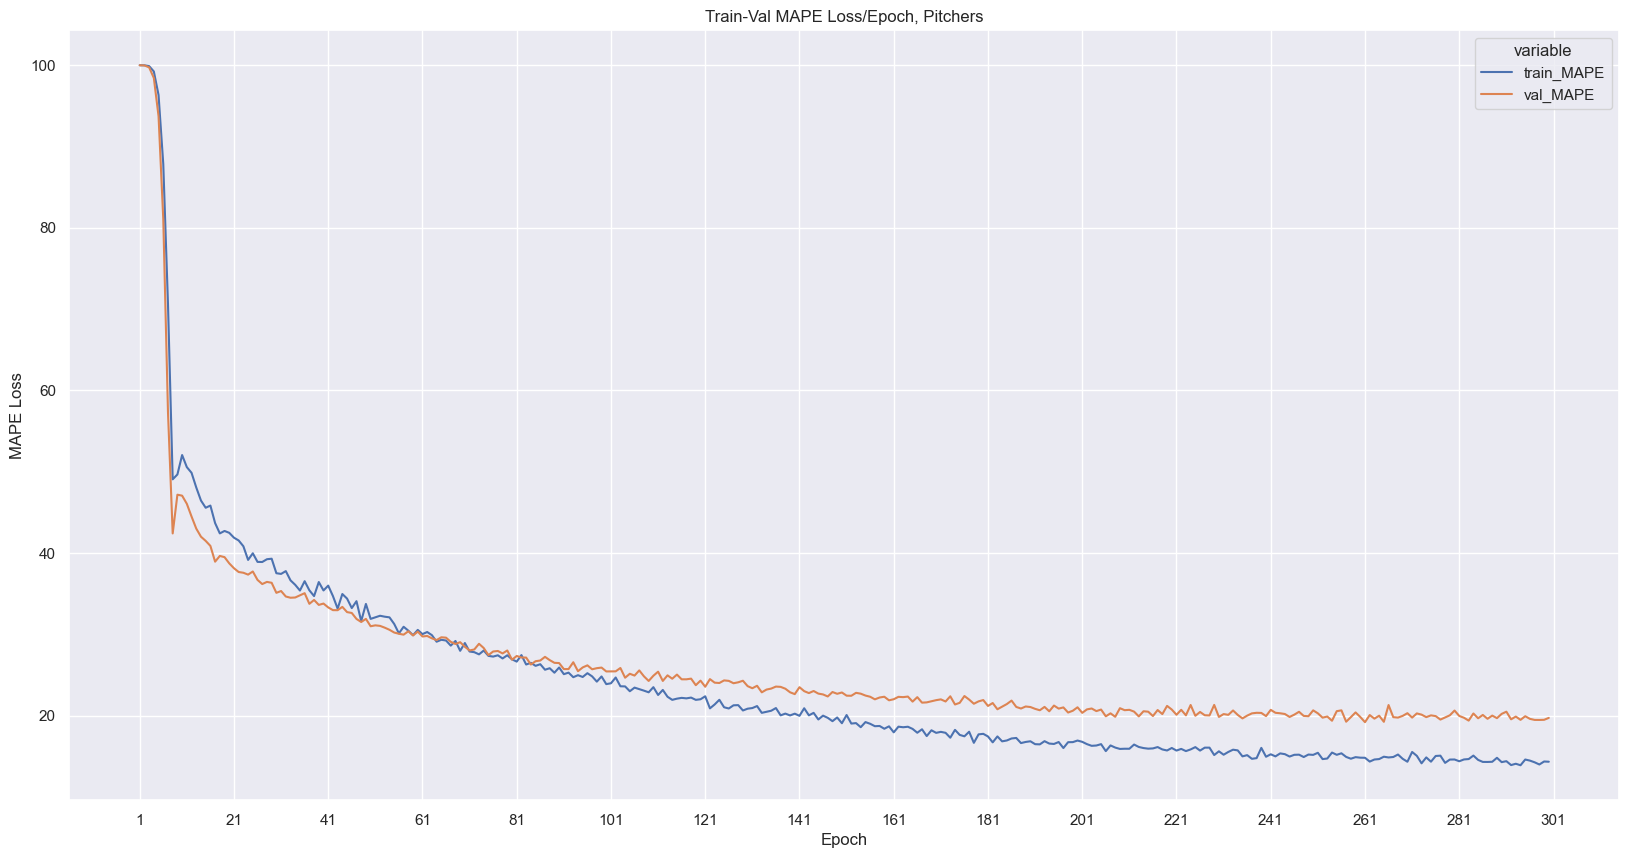 Train-Val MAPE Loss/Epoch, Pitchers
variable
train_MAPE
val_MAPE
MAPE Loss
100
80
60
40
20
1 21 41 61 81 101 121 141 161 181 201 221 241 261 281 301
Epoch